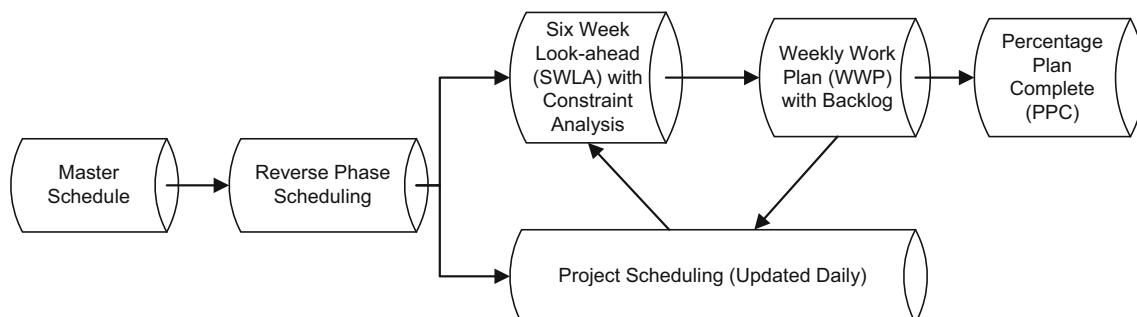 Master
Schedule
Reverse Phase
Scheduling
Six Week
Look-ahead
(SWLA) with
Constraint
Analysis
Weekly Work
Plan (WWP)
with Backlog
Percentage
Plan
Complete
(PPC)
Project Scheduling (Updated Daily)